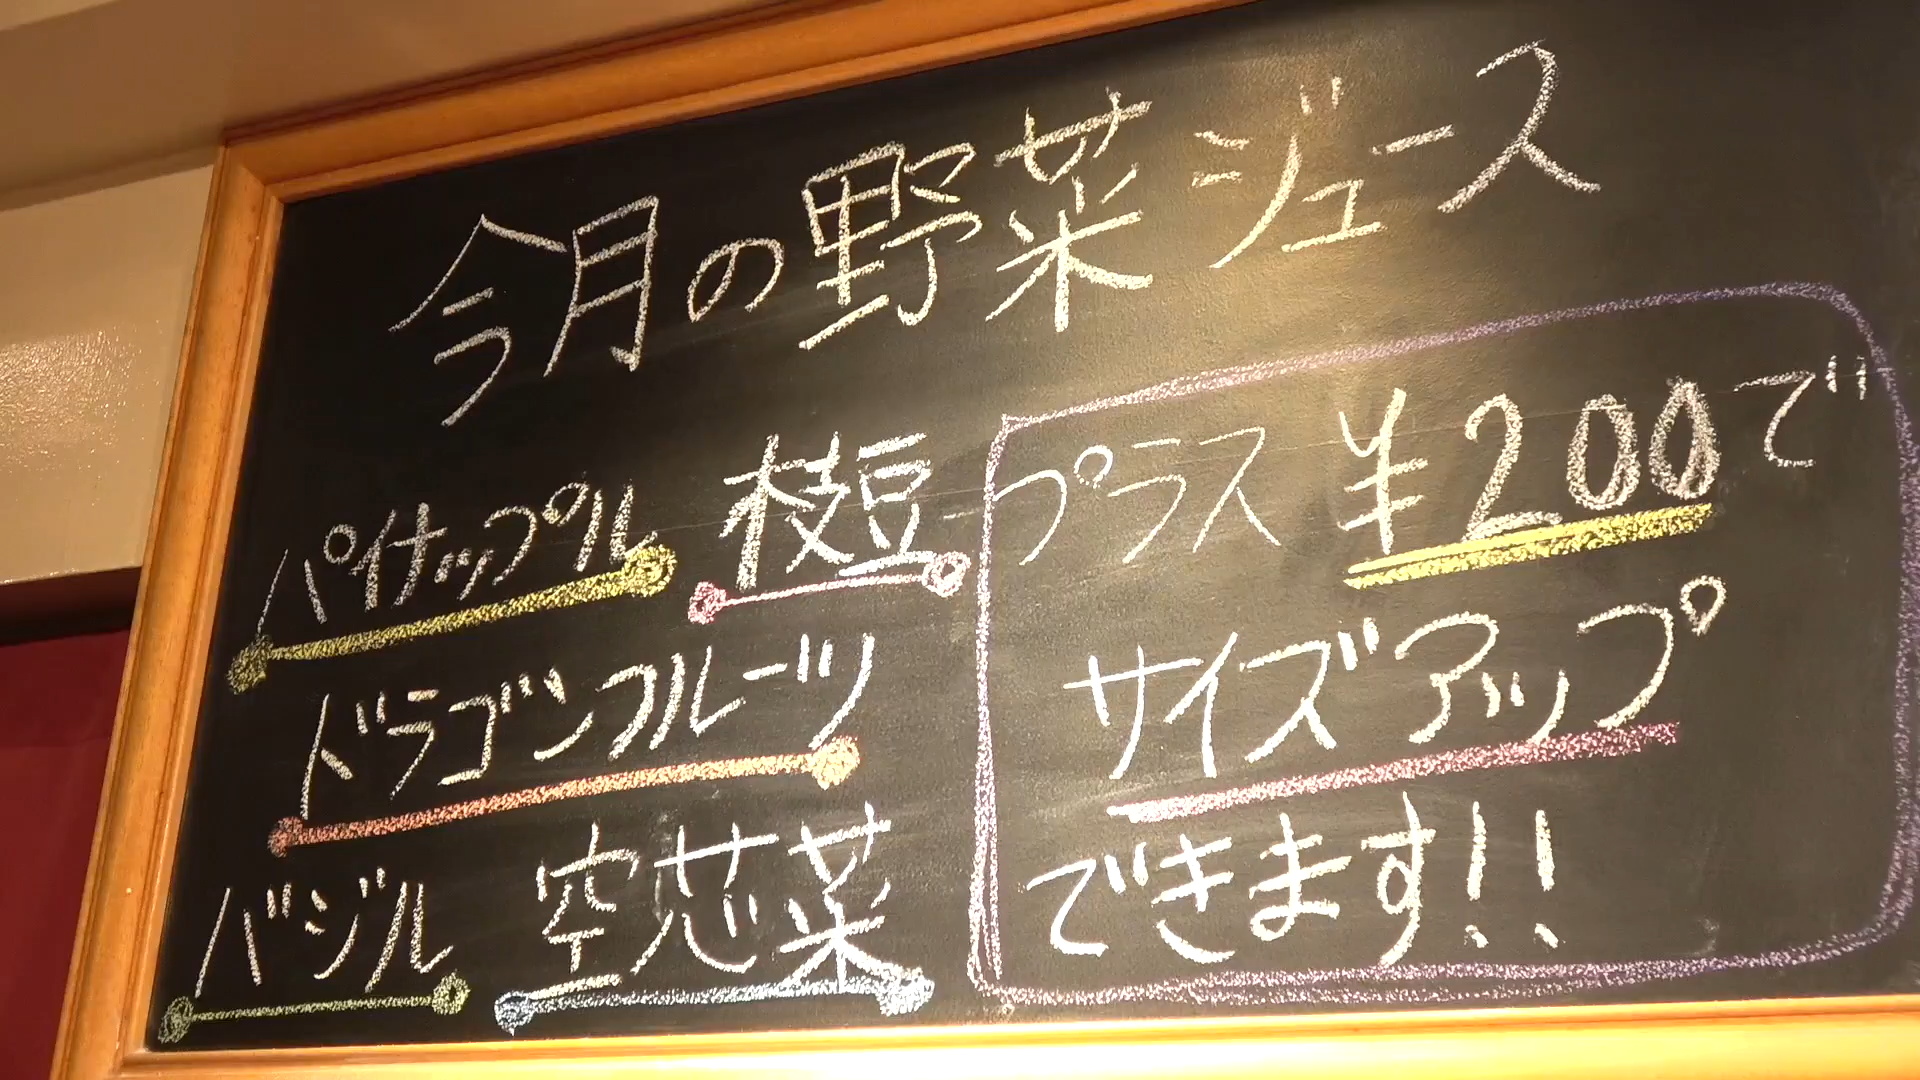 今月の野菜ジュース
パイナップル 枝豆
ドラゴンフルーツ
バジル 空芯菜
プラス ¥200で
サイズアップ
できます!!